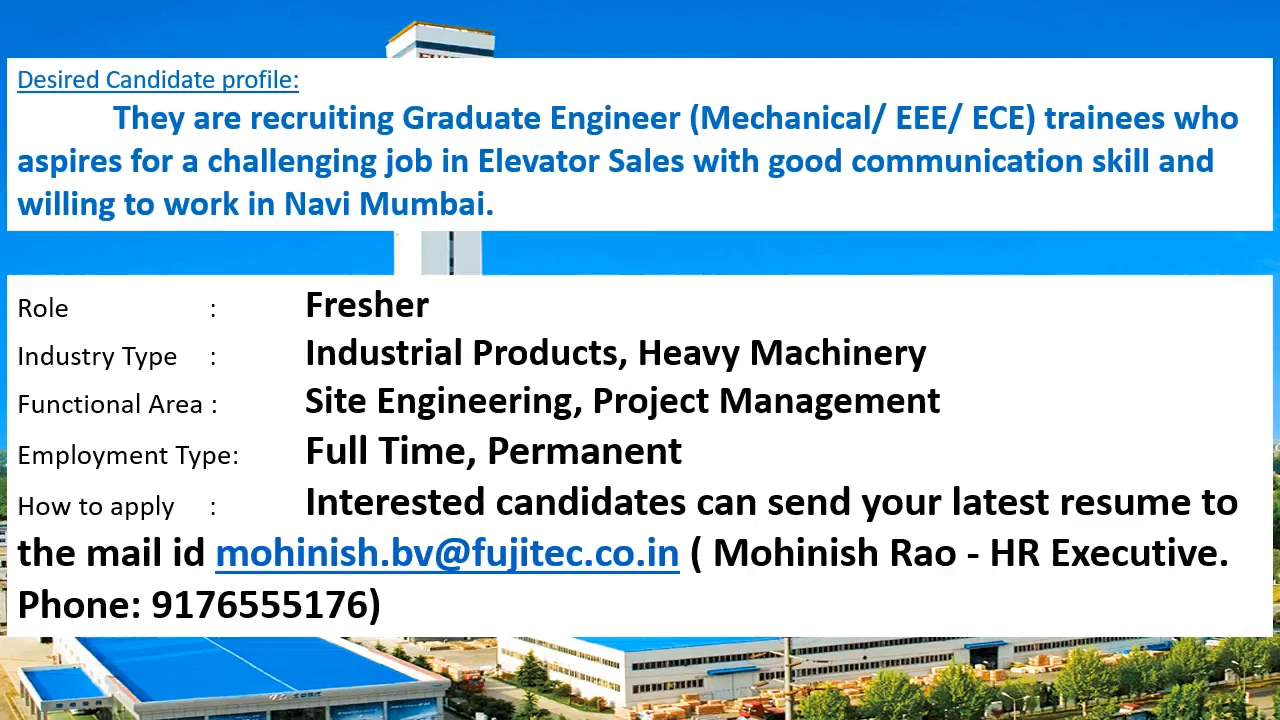 Desired Candidate profile:
They are recruiting Graduate Engineer (Mechanical/ EEE/ ECE) trainees who
aspires for a challenging job in Elevator Sales with good communication skill and
willing to work in Navi Mumbai.
Role : Fresher
Industry Type : Industrial Products, Heavy Machinery
Functional Area : Site Engineering, Project Management
Employment Type: Full Time, Permanent
How to apply : Interested candidates can send your latest resume to
the mail id mohinish.bv@fujitec.co.in ( Mohinish Rao - HR Executive.
Phone: 9176555176)